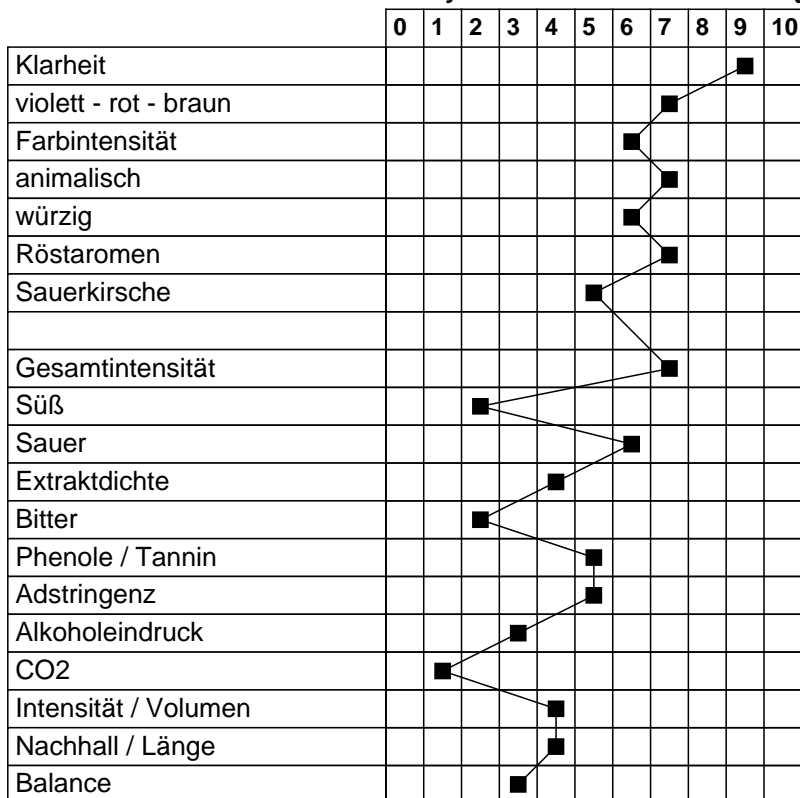 0 1 2 3 4 5 6 7 8 9 10
Klarheit
violett - rot - braun
Farbintensität
animalisch
würzig
Röstaromen
Sauerkirsche
Gesamtintensität
Süß
Sauer
Extraktdichte
Bitter
Phenole / Tannin
Adstringenz
Alkoholeindruck
CO2
Intensität / Volumen
Nachhall / Länge
Balance